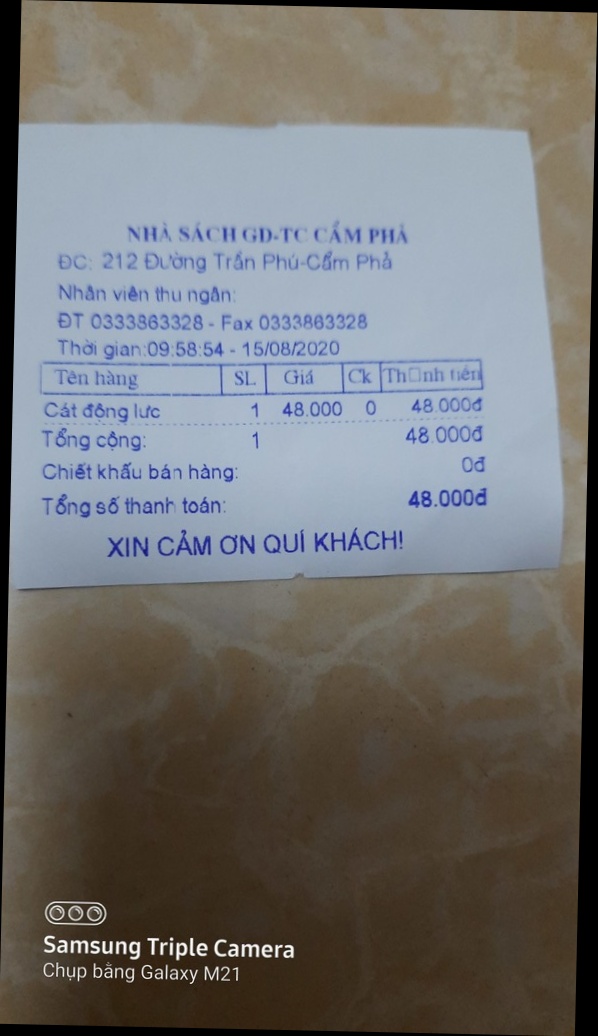 NHÀ SÁCH GD-TC CẨM PHẢ
ĐC: 212 Đường Trần Phú-Cẩm Phả
Nhân viên thu ngân:
ĐT 0333863328 - Fax 0333863328
Thời gian:09:58:54 - 15/08/2020
Tên hàng SL Giá Ck Th□nh tiền
Cát động lưc 1 48.000 0 48.000đ
Tổng cộng: 1 48.000đ
Chiết khấu bán hàng: 0đ
Tổng số thanh toán: 48.000đ
XIN CẢM ƠN QUÍ KHÁCH!
Samsung Triple Camera
Chụp bằng Galaxy M21